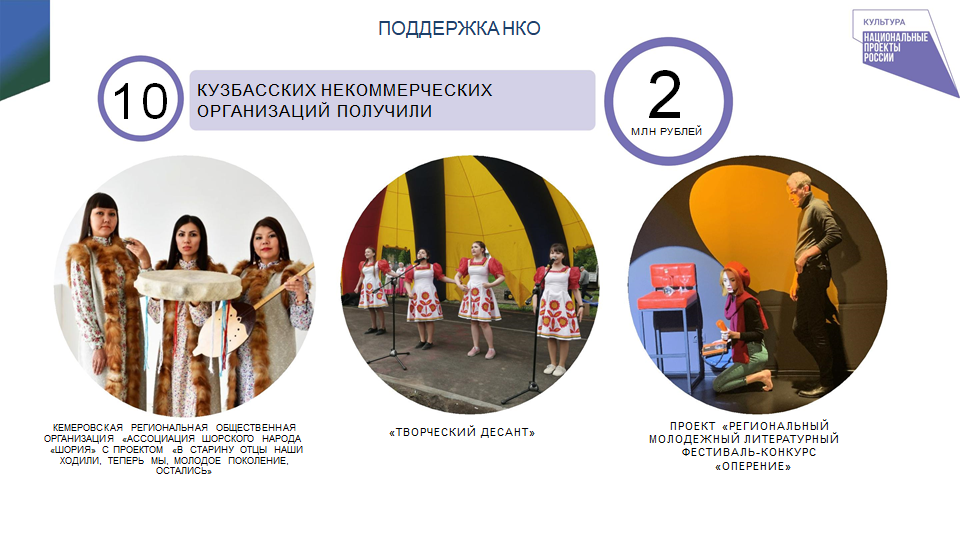 ПОДДЕРЖКА НКО
КУЛЬТУРА
НАЦИОНАЛЬНЫЕ
ПРОЕКТЫ
РОССИИ
10
КУЗБАССКИХ НЕКОММЕРЧЕСКИХ
ОРГАНИЗАЦИЙ ПОЛУЧИЛИ
2
МЛН РУБЛЕЙ
КЕМЕРОВСКАЯ РЕГИОНАЛЬНАЯ ОБЩЕСТВЕННАЯ
ОРГАНИЗАЦИЯ «АССОЦИАЦИЯ ШОРСКОГО НАРОДА
«ШОРИЯ» С ПРОЕКТОМ «В СТАРИНУ ОТЦЫ НАШИ
ХОДИЛИ, ТЕПЕРЬ МЫ, МОЛОДОЕ ПОКОЛЕНИЕ,
ОСТАЛИСЬ»
«ТВОРЧЕСКИЙ ДЕСАНТ»
ПРОЕКТ «РЕГИОНАЛЬНЫЙ
МОЛОДЕЖНЫЙ ЛИТЕРАТУРНЫЙ
ФЕСТИВАЛЬ-КОНКУРС
«ОПЕРЕНИЕ»